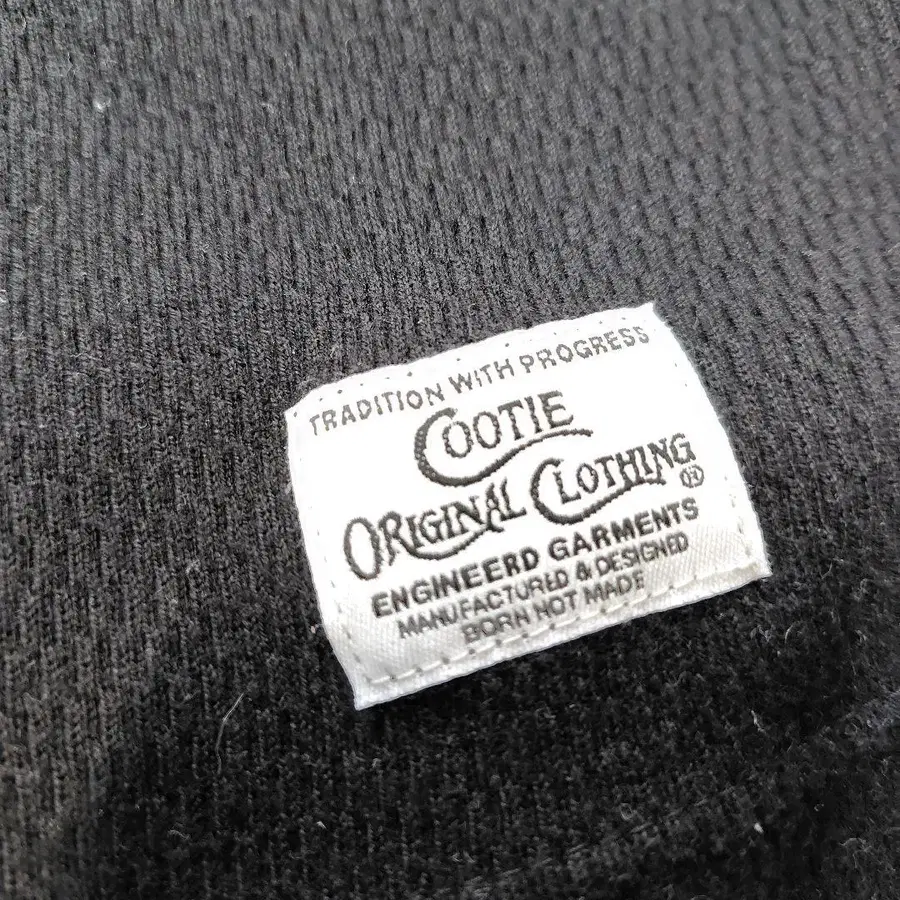 TRADITION WITH PROGRESS
COOTIE
ORIGINAL CLOTHING ®
ENGINEERD GARMENTS
MANUFACTURED & DESIGNED
BORN NOT MADE